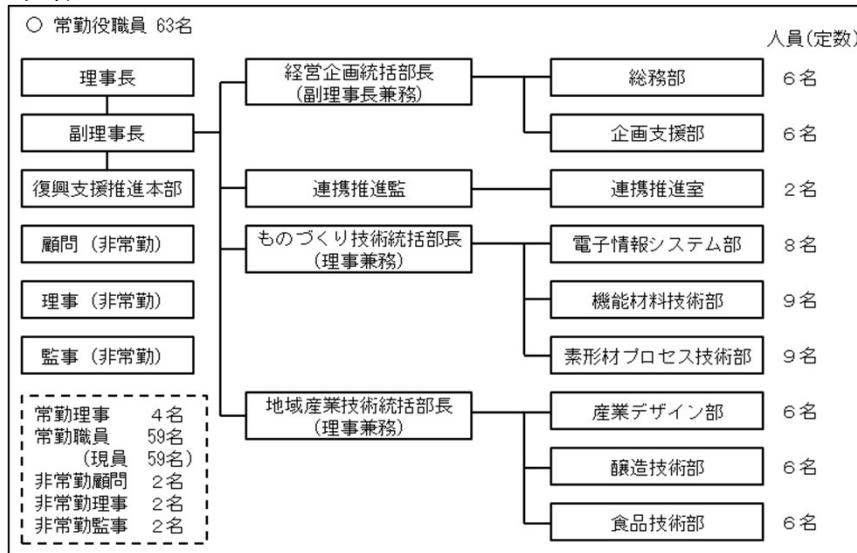 ○ 常勤役職員 63名
人員(定数)
理事長
副理事長
復興支援推進本部
顧問 (非常勤)
理事 (非常勤)
監事 (非常勤)
常勤理事 4名
常勤職員 59名
(現員 59名)
非常勤顧問 2名
非常勤理事 2名
非常勤監事 2名
経営企画統括部長
(副理事長兼務)
連携推進監
ものづくり技術統括部長
(理事兼務)
地域産業技術統括部長
(理事兼務)
総務部 6名
企画支援部 6名
連携推進室 2名
電子情報システム部 8名
機能材料技術部 9名
素形材プロセス技術部 9名
産業デザイン部 6名
醸造技術部 6名
食品技術部 6名